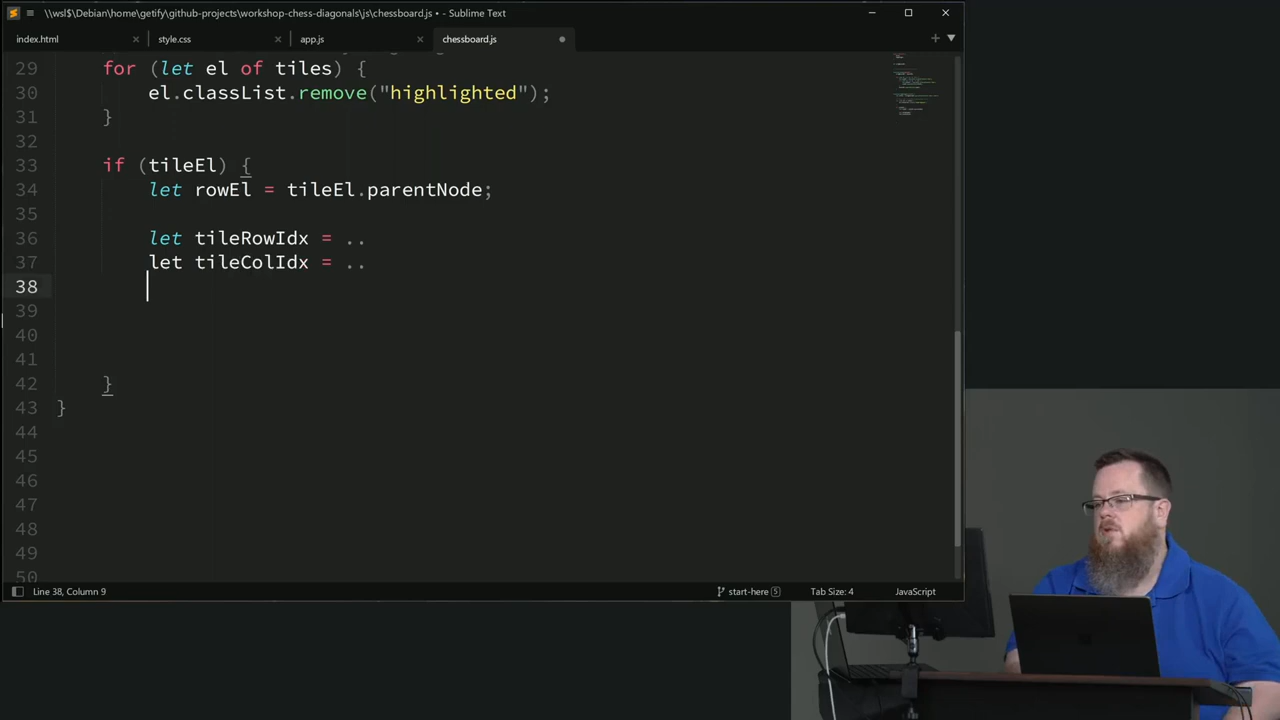 \\wsl$\Debian\home\getify\github-projects\workshop-chess-diagonals\js\chessboard.js • - Sublime Text
index.html
style.css
app.js
chessboard.js
29 for (let el of tiles) {
30 el.classList.remove("highlighted");
31 }
32
33 if (tileEl) {
34 let rowEl = tileEl.parentNode;
35
36 let tileRowIdx = ..
37 let tileColIdx = ..
38
39
40
41
42 }
43 }
44
45
46
47
48
49
50
Line 38, Column 9
start-here 5
Tab Size: 4
JavaScript